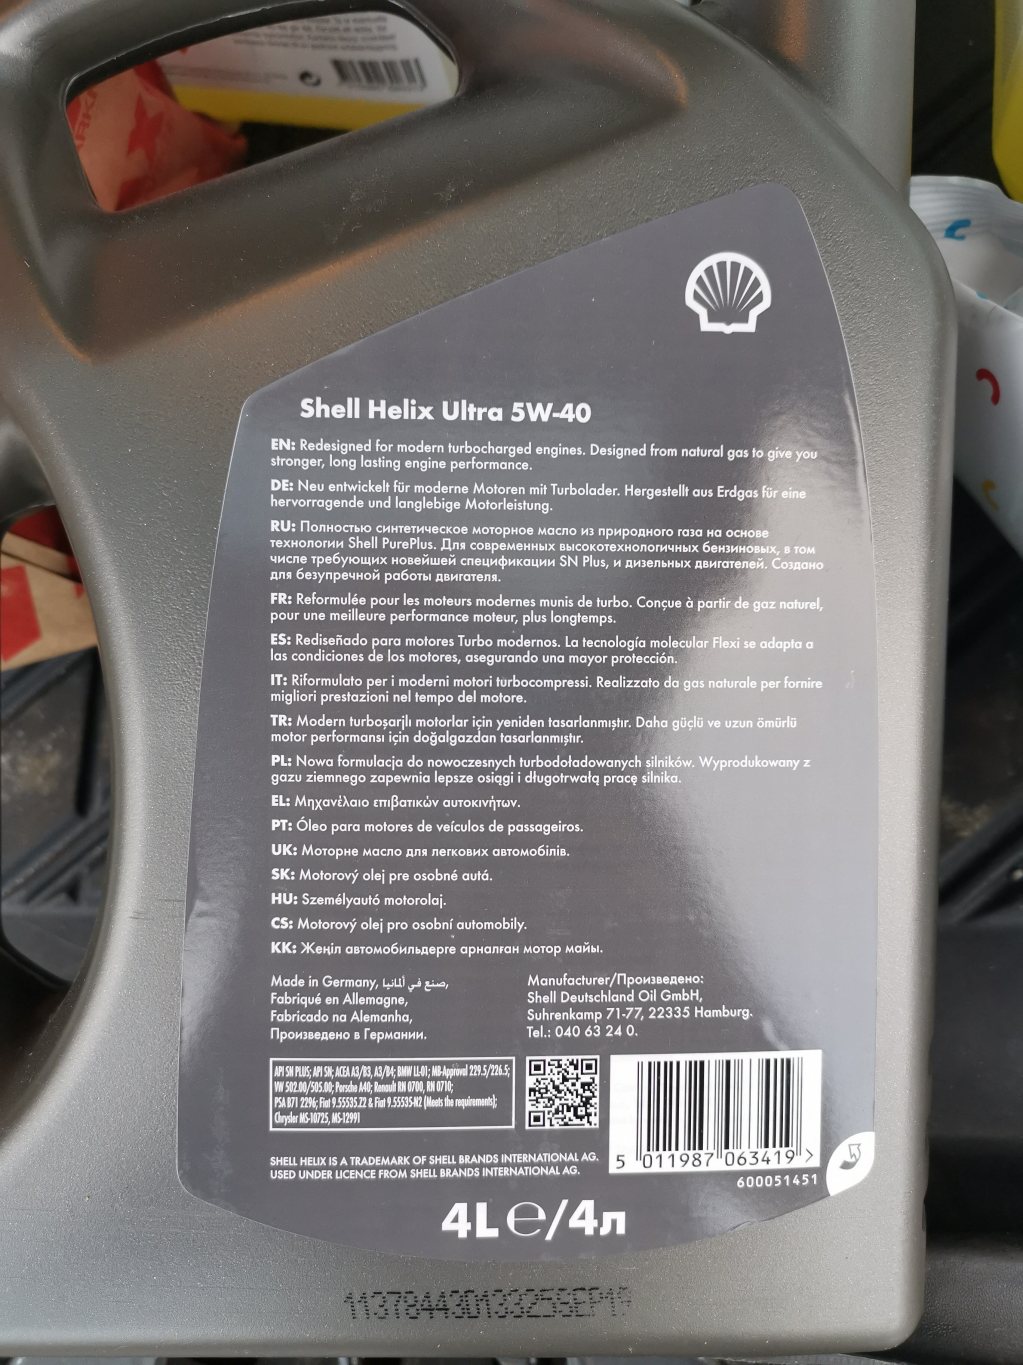 Shell Helix Ultra 5W-40
EN: Redesigned for modern turbocharged engines. Designed from natural gas to give you
stronger, long lasting engine performance.
DE: Neu entwickelt für moderne Motoren mit Turbolader. Hergestellt aus Erdgas für eine
hervorragende und langlebige Motorleistung.
RU: Полностью синтетическое моторное масло из природного газа на основе
технологии Shell PurePlus. Для современных высокотехнологичных бензиновых, в том
числе требующих новейшей спецификации SN Plus, и дизельных двигателей. Создано
для безупречной работы двигателя.
FR: Reformulée pour les moteurs modernes munis de turbo. Conçue à partir de gaz naturel,
pour une meilleure performance moteur, plus longtemps.
ES: Rediseñado para motores Turbo modernos. La tecnología molecular Flexi se adapta a
las condiciones de los motores, asegurando una mayor protección.
IT: Riformulato per i moderni motori turbocompressi. Realizzato da gas naturale per fornire
migliori prestazioni nel tempo del motore.
TR: Modern turboşarjlı motorlar için yeniden tasarlanmıştır. Daha güçlü ve uzun ömürlü
motor performansı için doğalgazdan tasarlanmıştır.
PL: Nowa formulacja do nowoczesnych turbodoładowanych silników. Wyprodukowany z
gazu ziemnego zapewnia lepsze osiągi i długotrwałą pracę silnika.
EL: Μηχανέλαιο επιβατικών αυτοκινήτων.
PT: Óleo para motores de veículos de passageiros.
UK: Моторне масло для легкових автомобілів.
SK: Motorový olej pre osobné autá.
HU: Személyautó motorolaj.
CS: Motorový olej pro osobní automobily.
KK: Жеңіл автомобильдерге арналған мотор майы.
Made in Germany, صنع في ألمانيا,
Fabriqué en Allemagne,
Fabricado na Alemanha,
Произведено в Германии.
Manufacturer/Произведено:
Shell Deutschland Oil GmbH,
Suhrenkamp 71-77, 22335 Hamburg.
Tel.: 040 63 24 0.
API SN PLUS; API SN; ACEA A3/B3, A3/B4; BMW LL-01; MB-Approval 229.5/226.5;
VW 502.00/505.00; Porsche A40; Renault RN 0700, RN 0710;
PSA B71 2296; Fiat 9.55535.Z2 & Fiat 9.55535-N2 (Meets the requirements);
Chrysler MS-10725, MS-12991
5 011987 063419 >
600051451
SHELL HELIX IS A TRADEMARK OF SHELL BRANDS INTERNATIONAL AG.
USED UNDER LICENCE FROM SHELL BRANDS INTERNATIONAL AG.
4L ℮/4л